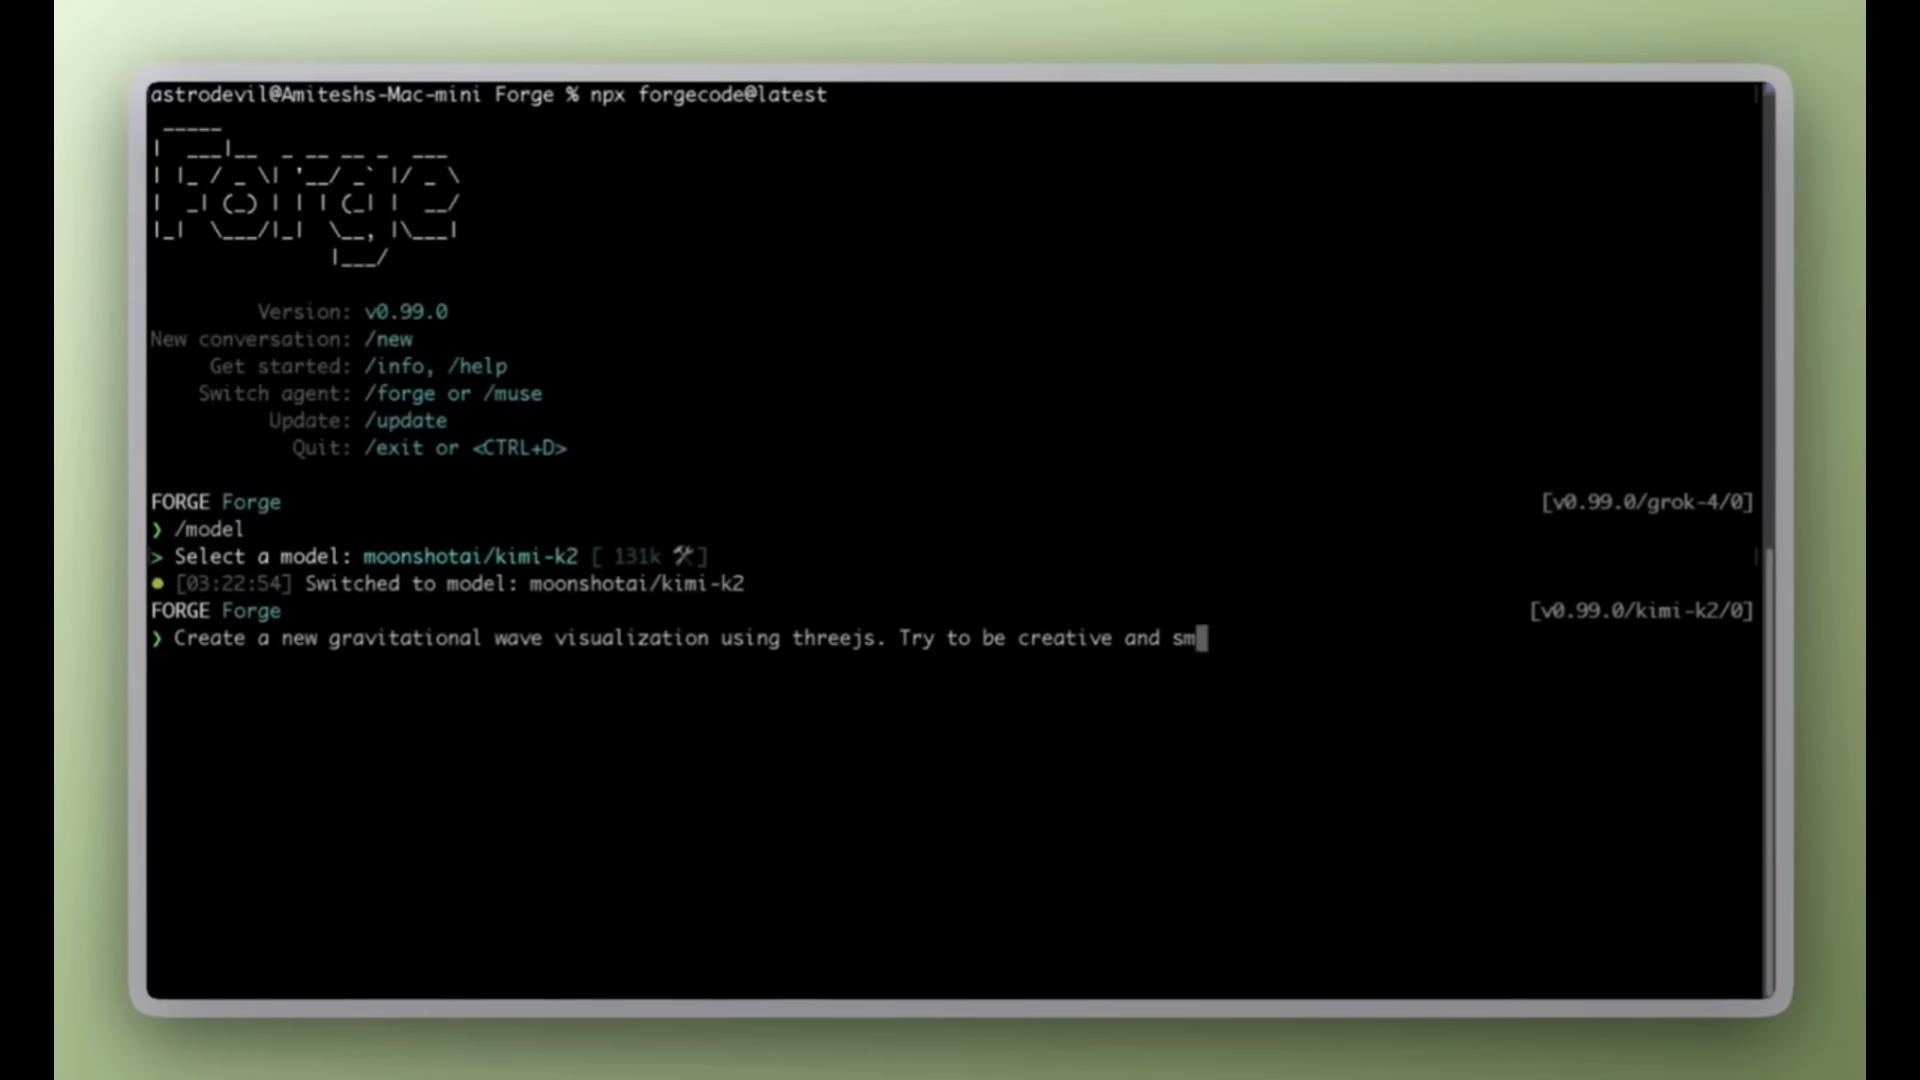 astrodevil@Amiteshs-Mac-mini Forge % npx forgecode@latest
Forge
Version: v0.99.0
New conversation: /new
Get started: /info, /help
Switch agent: /forge or /muse
Update: /update
Quit: /exit or <CTRL+D>
FORGE Forge [v0.99.0/grok-4/0]
❯ /model
> Select a model: moonshotai/kimi-k2 [ 131k 🛠 ]
● [03:22:54] Switched to model: moonshotai/kimi-k2
FORGE Forge [v0.99.0/kimi-k2/0]
❯ Create a new gravitational wave visualization using threejs. Try to be creative and sm